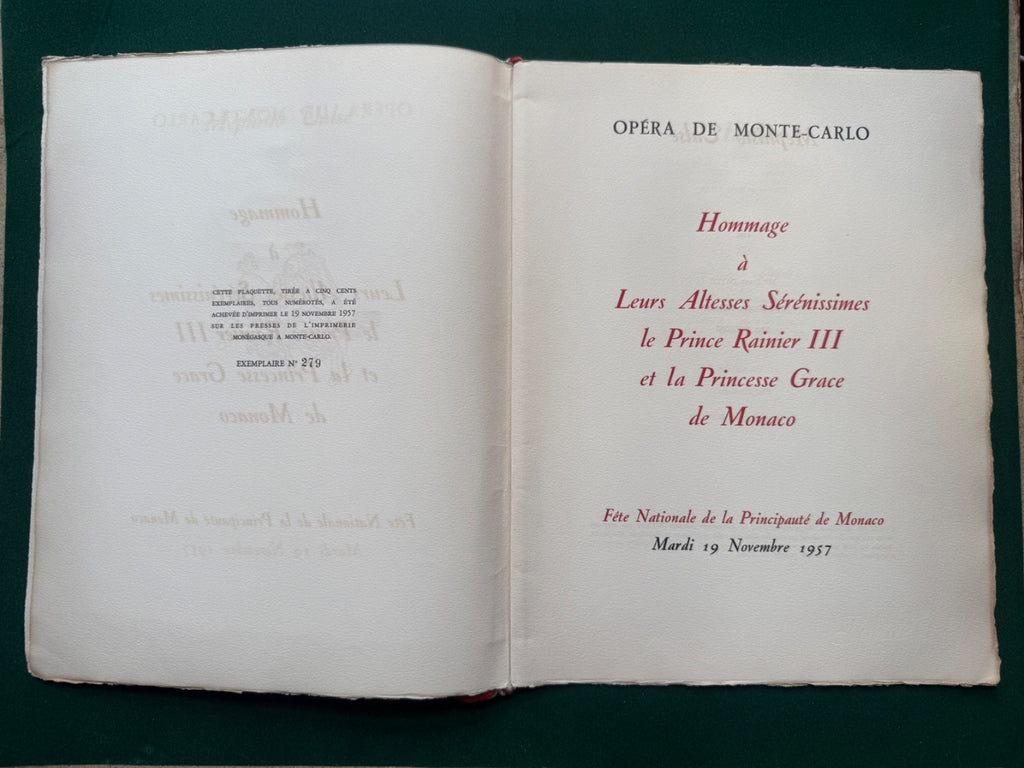 CETTE PLAQUETTE, TIRÉE A CINQ CENTS
EXEMPLAIRES, TOUS NUMÉROTÉS, A ÉTÉ
ACHEVÉE D'IMPRIMER LE 19 NOVEMBRE 1957
SUR LES PRESSES DE L'IMPRIMERIE
MONÉGASQUE A MONTE-CARLO.
EXEMPLAIRE N° 279
OPÉRA DE MONTE-CARLO
Hommage
à
Leurs Altesses Sérénissimes
le Prince Rainier III
et la Princesse Grace
de Monaco
Fête Nationale de la Principauté de Monaco
Mardi 19 Novembre 1957